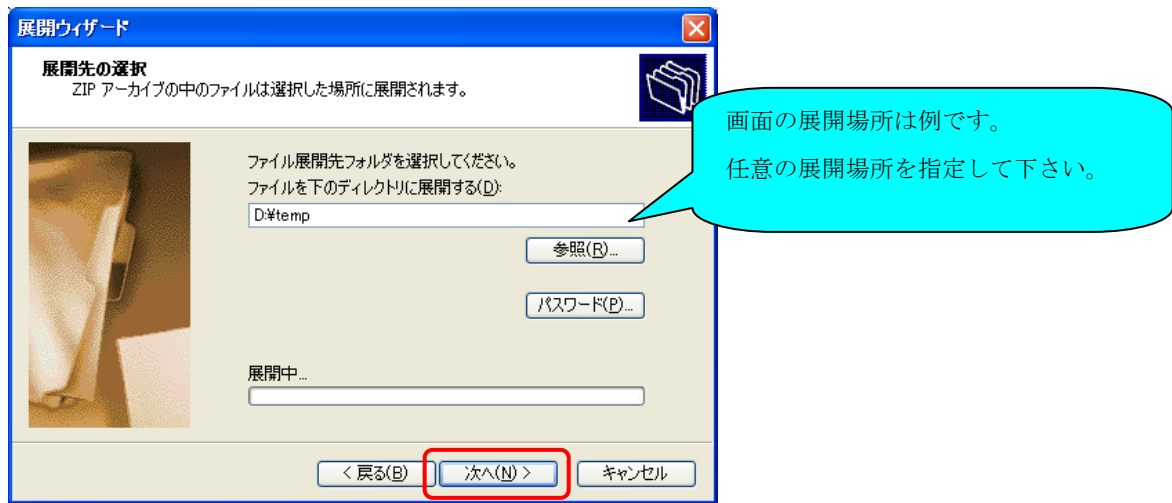 展開ウィザード
展開先の選択
ZIP アーカイブの中のファイルは選択した場所に展開されます。
画面の展開場所は例です。
任意の展開場所を指定して下さい。
ファイル展開先フォルダを選択してください。
ファイルを下のディレクトリに展開する(D):
D:¥temp
参照(R)...
パスワード(P)...
展開中...
< 戻る(B)
次へ(N) >
キャンセル